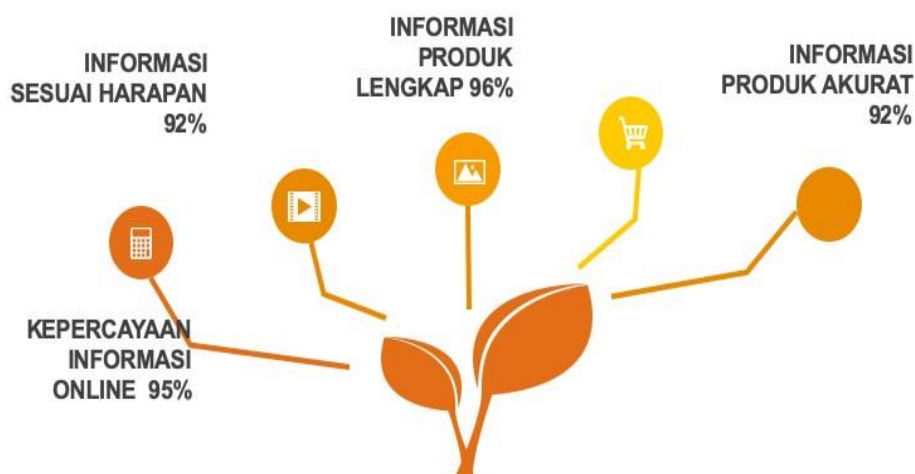 INFORMASI
SESUAI HARAPAN
92%
INFORMASI
PRODUK
LENGKAP 96%
INFORMASI
PRODUK AKURAT
92%
KEPERCAYAAN
INFORMASI
ONLINE 95%